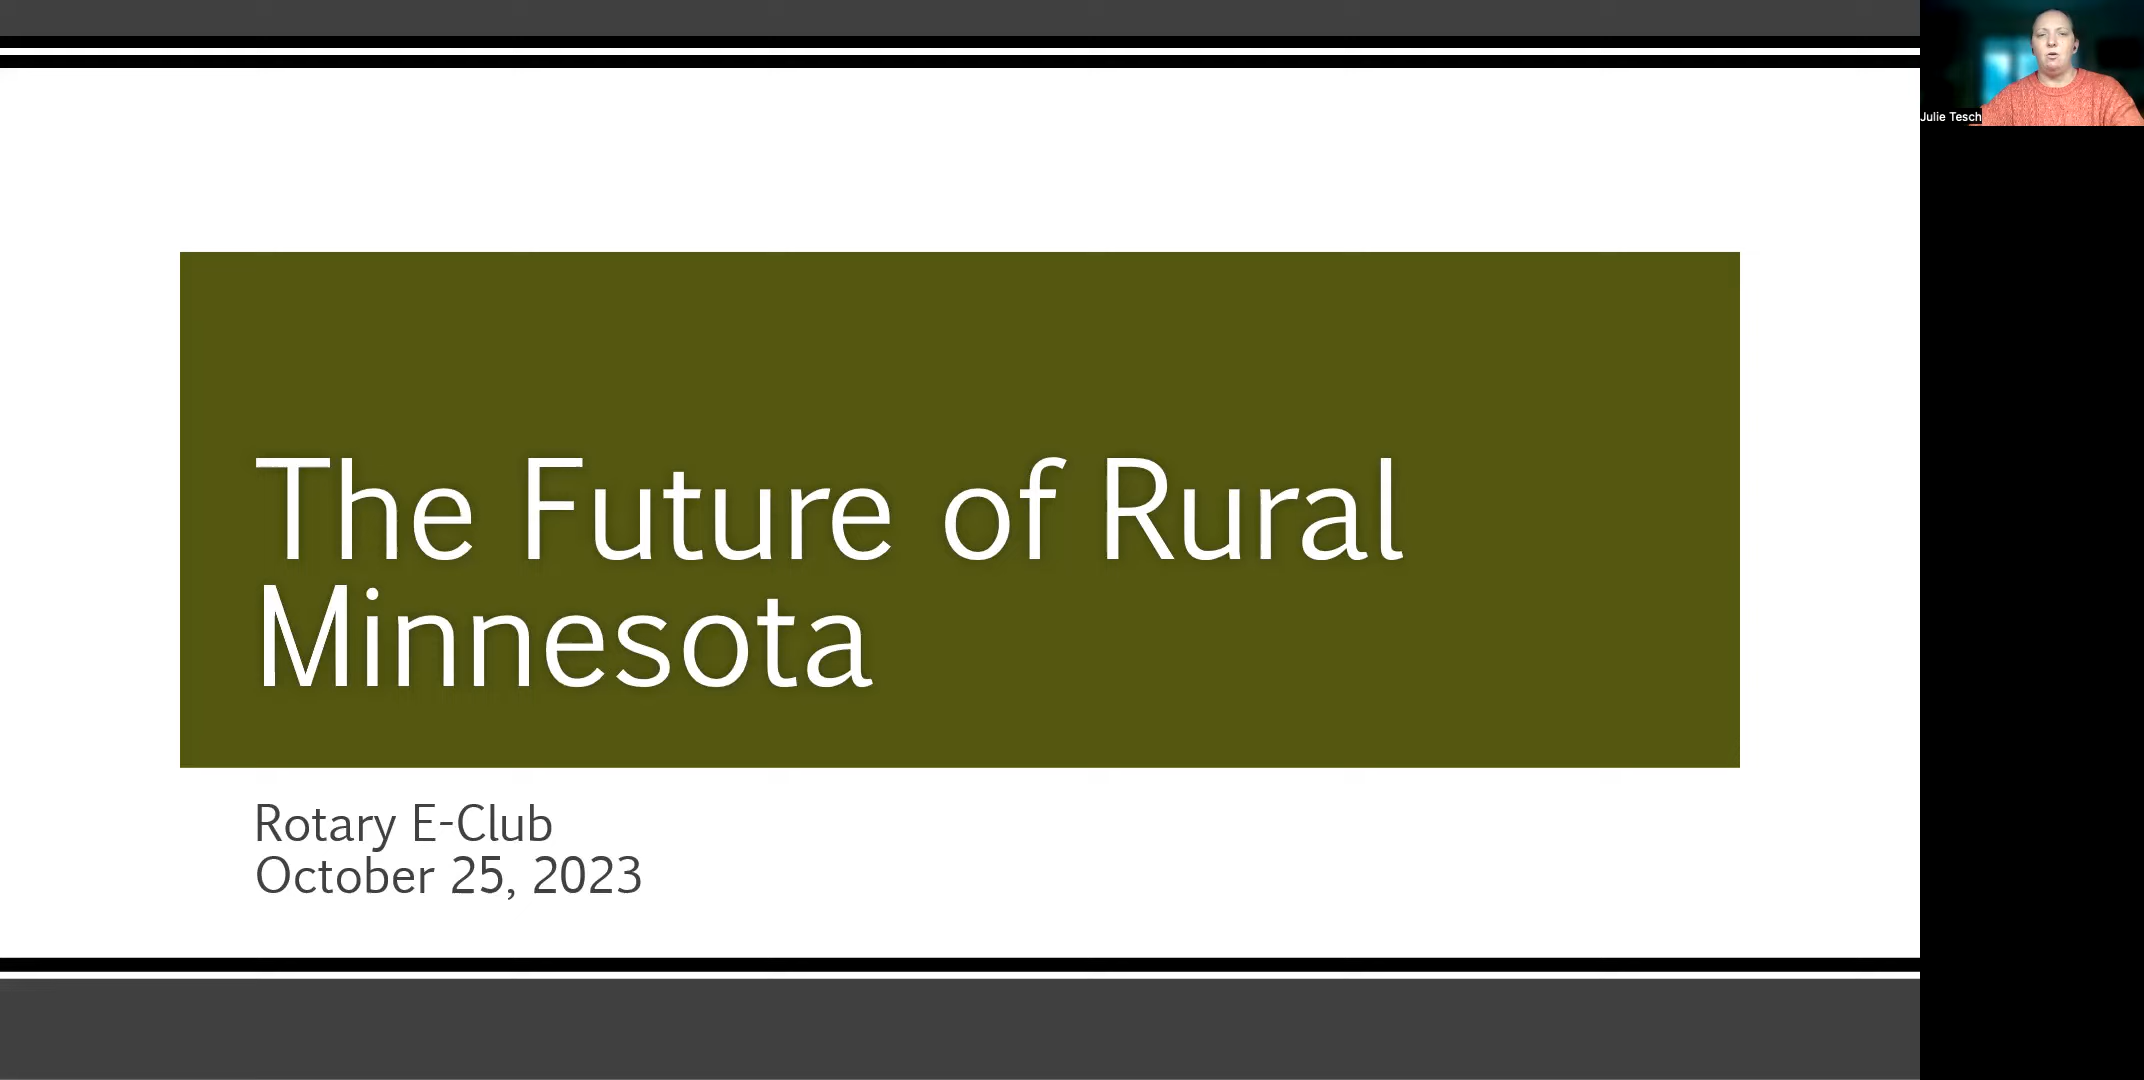 The Future of Rural
Minnesota
Rotary E-Club
October 25, 2023
Julie Tesch